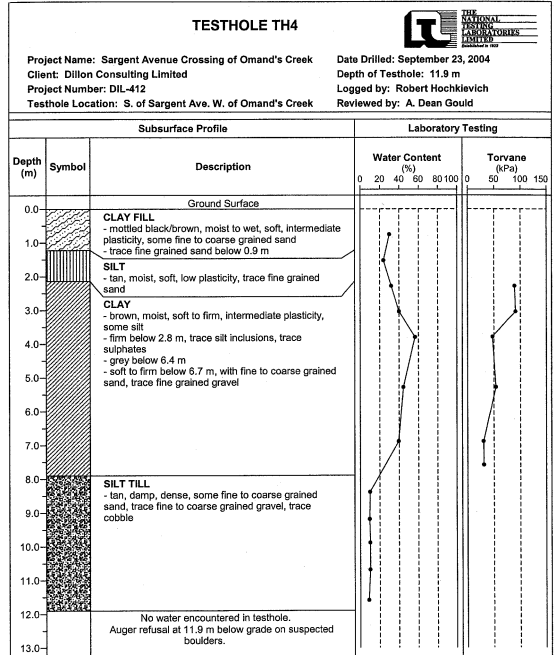 TESTHOLE TH4
THE
NATIONAL
TESTING
LABORATORIES
LIMITED
Established in 1923
Project Name: Sargent Avenue Crossing of Omand's Creek
Client: Dillon Consulting Limited
Project Number: DIL-412
Testhole Location: S. of Sargent Ave. W. of Omand's Creek
Date Drilled: September 23, 2004
Depth of Testhole: 11.9 m
Logged by: Robert Hochkievich
Reviewed by: A. Dean Gould
Subsurface Profile
Laboratory Testing
Depth
(m)
Symbol
Description
Water Content
(%)
0 20 40 60 80 100
Torvane
(kPa)
0 50 100 150
Ground Surface
0.0
CLAY FILL
- mottled black/brown, moist to wet, soft, intermediate
plasticity, some fine to coarse grained sand
- trace fine grained sand below 0.9 m
1.0
SILT
- tan, moist, soft, low plasticity, trace fine grained
sand
2.0
CLAY
- brown, moist, soft to firm, intermediate plasticity,
some silt
- firm below 2.8 m, trace silt inclusions, trace
sulphates
- grey below 6.4 m
- soft to firm below 6.7 m, with fine to coarse grained
sand, trace fine grained gravel
3.0
4.0
5.0
6.0
7.0
8.0
SILT TILL
- tan, damp, dense, some fine to coarse grained
sand, trace fine to coarse grained gravel, trace
cobble
9.0
10.0
11.0
12.0
No water encountered in testhole.
Auger refusal at 11.9 m below grade on suspected
boulders.
13.0